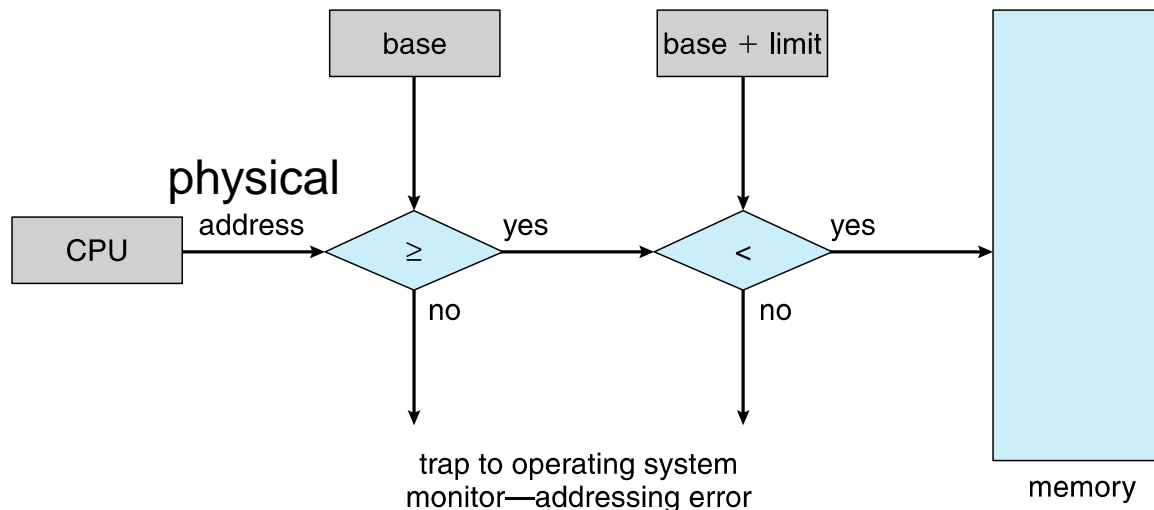 base
base + limit
physical
address
CPU
≥
yes
<
yes
no
no
trap to operating system
monitor—addressing error
memory